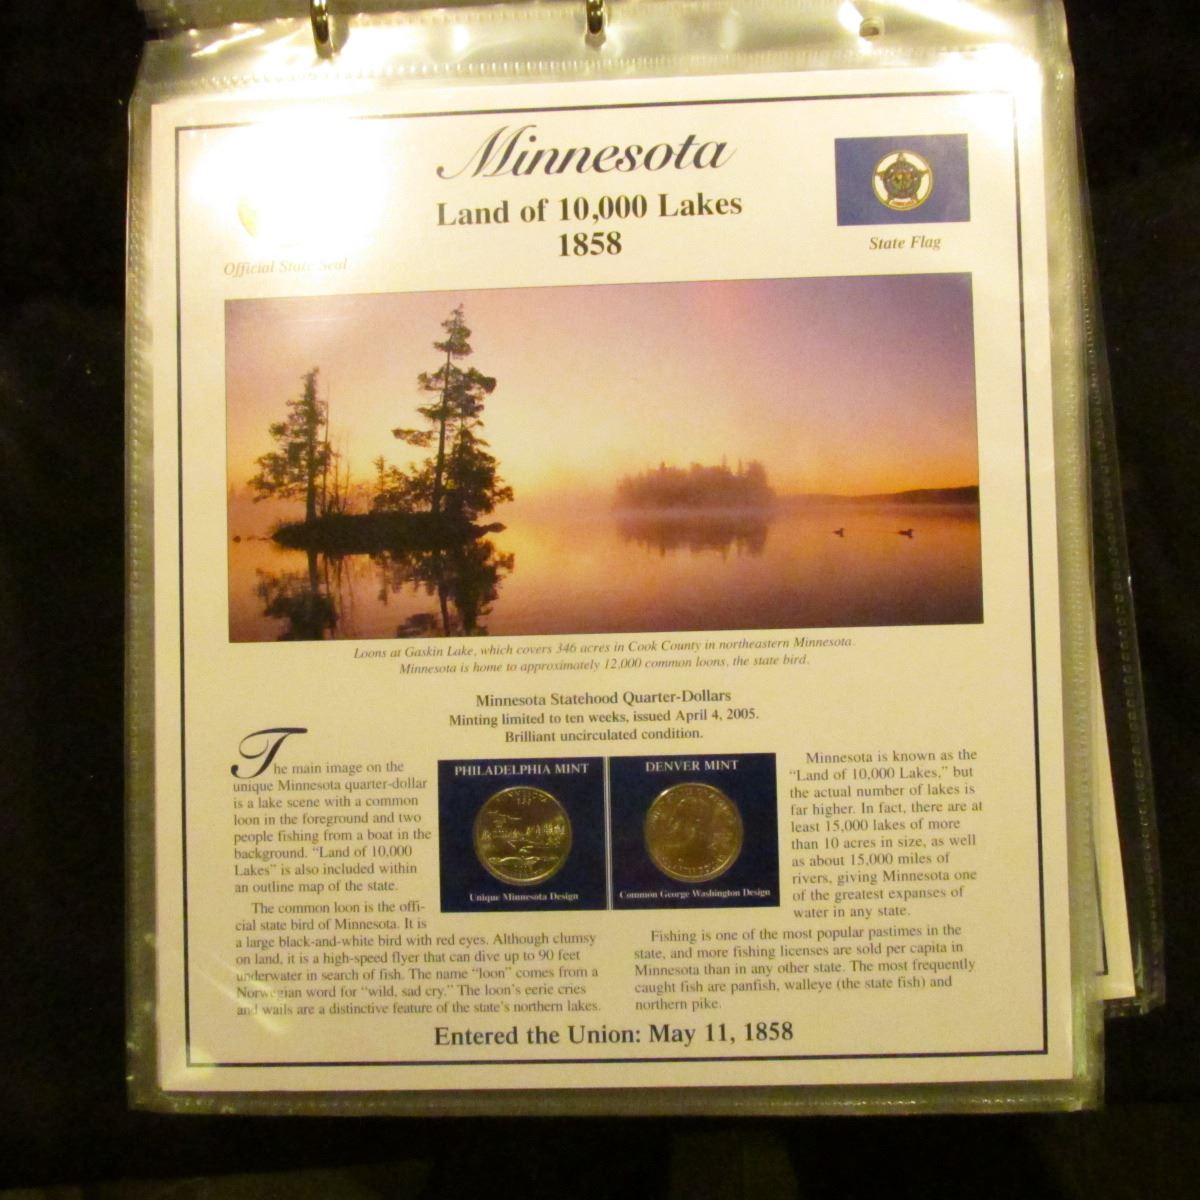 Minnesota
Land of 10,000 Lakes
1858
Official State Seal
State Flag
Loons at Gaskin Lake, which covers 346 acres in Cook County in northeastern Minnesota.
Minnesota is home to approximately 12,000 common loons, the state bird.
Minnesota Statehood Quarter-Dollars
Minting limited to ten weeks, issued April 4, 2005.
Brilliant uncirculated condition.
The main image on the
unique Minnesota quarter-dollar
is a lake scene with a common
loon in the foreground and two
people fishing from a boat in the
background. “Land of 10,000
Lakes” is also included within
an outline map of the state.
The common loon is the offi-
cial state bird of Minnesota. It is
a large black-and-white bird with red eyes. Although clumsy
on land, it is a high-speed flyer that can dive up to 90 feet
underwater in search of fish. The name “loon” comes from a
Norwegian word for “wild, sad cry.” The loon’s eerie cries
and wails are a distinctive feature of the state’s northern lakes.
PHILADELPHIA MINT
Unique Minnesota Design
DENVER MINT
Common George Washington Design
Minnesota is known as the
“Land of 10,000 Lakes,” but
the actual number of lakes is
far higher. In fact, there are at
least 15,000 lakes of more
than 10 acres in size, as well
as about 15,000 miles of
rivers, giving Minnesota one
of the greatest expanses of
water in any state.
Fishing is one of the most popular pastimes in the
state, and more fishing licenses are sold per capita in
Minnesota than in any other state. The most frequently
caught fish are panfish, walleye (the state fish) and
northern pike.
Entered the Union: May 11, 1858